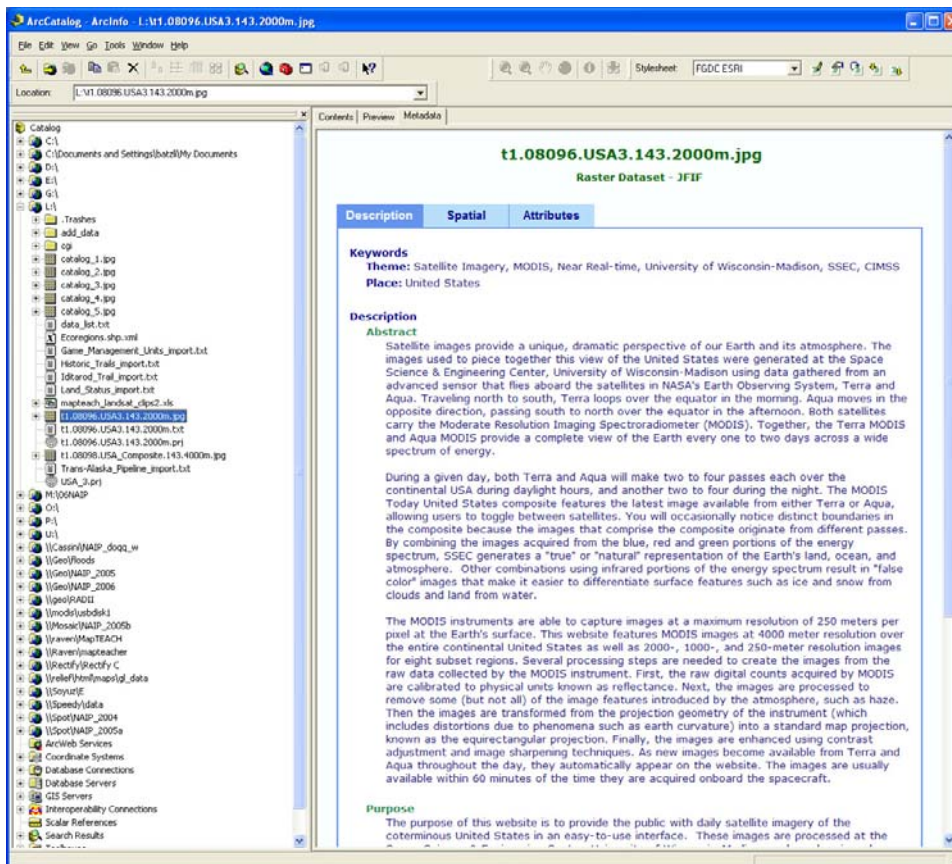 ArcCatalog - ArcInfo - L:\t1.08096.USA3.143.2000m.jpg
File Edit View Go Tools Window Help
Stylesheet: FGDC ESRI
Location: L:\t1.08096.USA3.143.2000m.jpg
Catalog
C:\
C:\Documents and Settings\batzli\My Documents
D:\
E:\
G:\
L:\
.Trashes
add_data
cgi
catalog_1.jpg
catalog_2.jpg
catalog_3.jpg
catalog_4.jpg
catalog_5.jpg
data_list.txt
Ecoregions.shp.xml
Game_Management_Units_import.txt
Historic_Trails_import.txt
Iditarod_Trail_import.txt
Land_Status_import.txt
mapteach_landsat_clips2.xls
t1.08096.USA3.143.2000m.jpg
t1.08096.USA3.143.2000m.txt
t1.08096.USA3.143.2000m.prj
t1.08098.USA_Composite.143.4000m.jpg
Trans-Alaska_Pipeline_import.txt
USA_3.prj
M:\06NAIP
O:\
P:\
U:\
\\Cassini\NAIP_doqq_w
\\Geo\floods
\\Geo\NAIP_2005
\\Geo\NAIP_2006
\\geo\RADII
\\modis\usbdisk1
\\Mosaic\NAIP_2005b
\\raven\MapTEACH
\\Raven\mapteacher
\\Rectify\Rectify C
\\relief\html\maps\gl_data
\\Soyuz\E
\\Speedy\data
\\Spot\NAIP_2004
\\Spot\NAIP_2005a
ArcWeb Services
Coordinate Systems
Database Connections
Database Servers
GIS Servers
Interoperability Connections
Scalar References
Search Results
Contents Preview Metadata
t1.08096.USA3.143.2000m.jpg
Raster Dataset - JFIF
Description Spatial Attributes
Keywords
Theme: Satellite Imagery, MODIS, Near Real-time, University of Wisconsin-Madison, SSEC, CIMSS
Place: United States
Description
Abstract
Satellite images provide a unique, dramatic perspective of our Earth and its atmosphere. The
images used to piece together this view of the United States were generated at the Space
Science & Engineering Center, University of Wisconsin-Madison using data gathered from an
advanced sensor that flies aboard the satellites in NASA's Earth Observing System, Terra and
Aqua. Traveling north to south, Terra loops over the equator in the morning. Aqua moves in the
opposite direction, passing south to north over the equator in the afternoon. Both satellites
carry the Moderate Resolution Imaging Spectroradiometer (MODIS). Together, the Terra MODIS
and Aqua MODIS provide a complete view of the Earth every one to two days across a wide
spectrum of energy.
During a given day, both Terra and Aqua will make two to four passes each over the
continental USA during daylight hours, and another two to four during the night. The MODIS
Today United States composite features the latest image available from either Terra or Aqua,
allowing users to toggle between satellites. You will occasionally notice distinct boundaries in
the composite because the images that comprise the composite originate from different passes.
By combining the images acquired from the blue, red and green portions of the energy
spectrum, SSEC generates a "true" or "natural" representation of the Earth's land, ocean, and
atmosphere. Other combinations using infrared portions of the energy spectrum result in "false
color" images that make it easier to differentiate surface features such as ice and snow from
clouds and land from water.
The MODIS instruments are able to capture images at a maximum resolution of 250 meters per
pixel at the Earth's surface. This website features MODIS images at 4000 meter resolution over
the entire continental United States as well as 2000-, 1000-, and 250-meter resolution images
for eight subset regions. Several processing steps are needed to create the images from the
raw data collected by the MODIS instrument. First, the raw digital counts acquired by MODIS
are calibrated to physical units known as reflectance. Next, the images are processed to
remove some (but not all) of the image features introduced by the atmosphere, such as haze.
Then the images are transformed from the projection geometry of the instrument (which
includes distortions due to phenomena such as earth curvature) into a standard map projection,
known as the equirectangular projection. Finally, the images are enhanced using contrast
adjustment and image sharpening techniques. As new images become available from Terra and
Aqua throughout the day, they automatically appear on the website. The images are usually
available within 60 minutes of the time they are acquired onboard the spacecraft.
Purpose
The purpose of this website is to provide the public with daily satellite imagery of the
coterminous United States in an easy-to-use interface. These images are processed at the